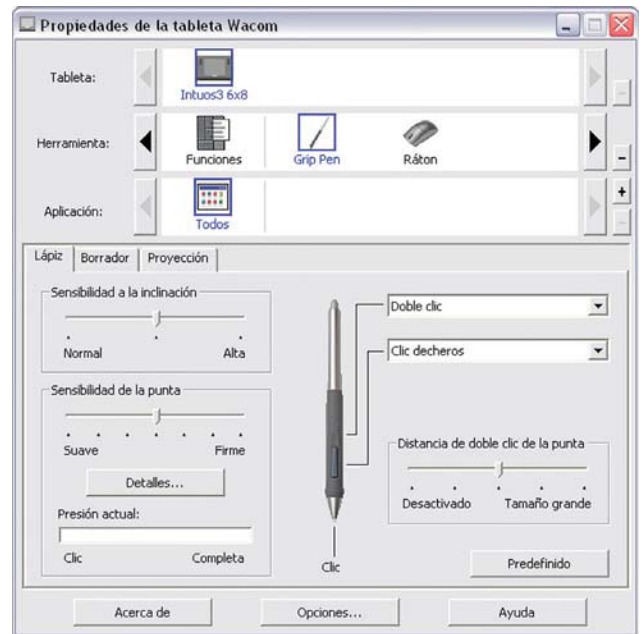 Propiedades de la tableta Wacom
Tableta:
Intuos3 6x8
Herramienta:
Funciones Grip Pen Ráton
Aplicación:
Todos
Lápiz Borrador Proyección
Sensibilidad a la inclinación
Normal Alta
Doble clic
Clic decheros
Sensibilidad de la punta
Suave Firme
Detalles...
Presión actual:
Clic Completa
Clic
Distancia de doble clic de la punta
Desactivado Tamaño grande
Predefinido
Acerca de Opciones... Ayuda